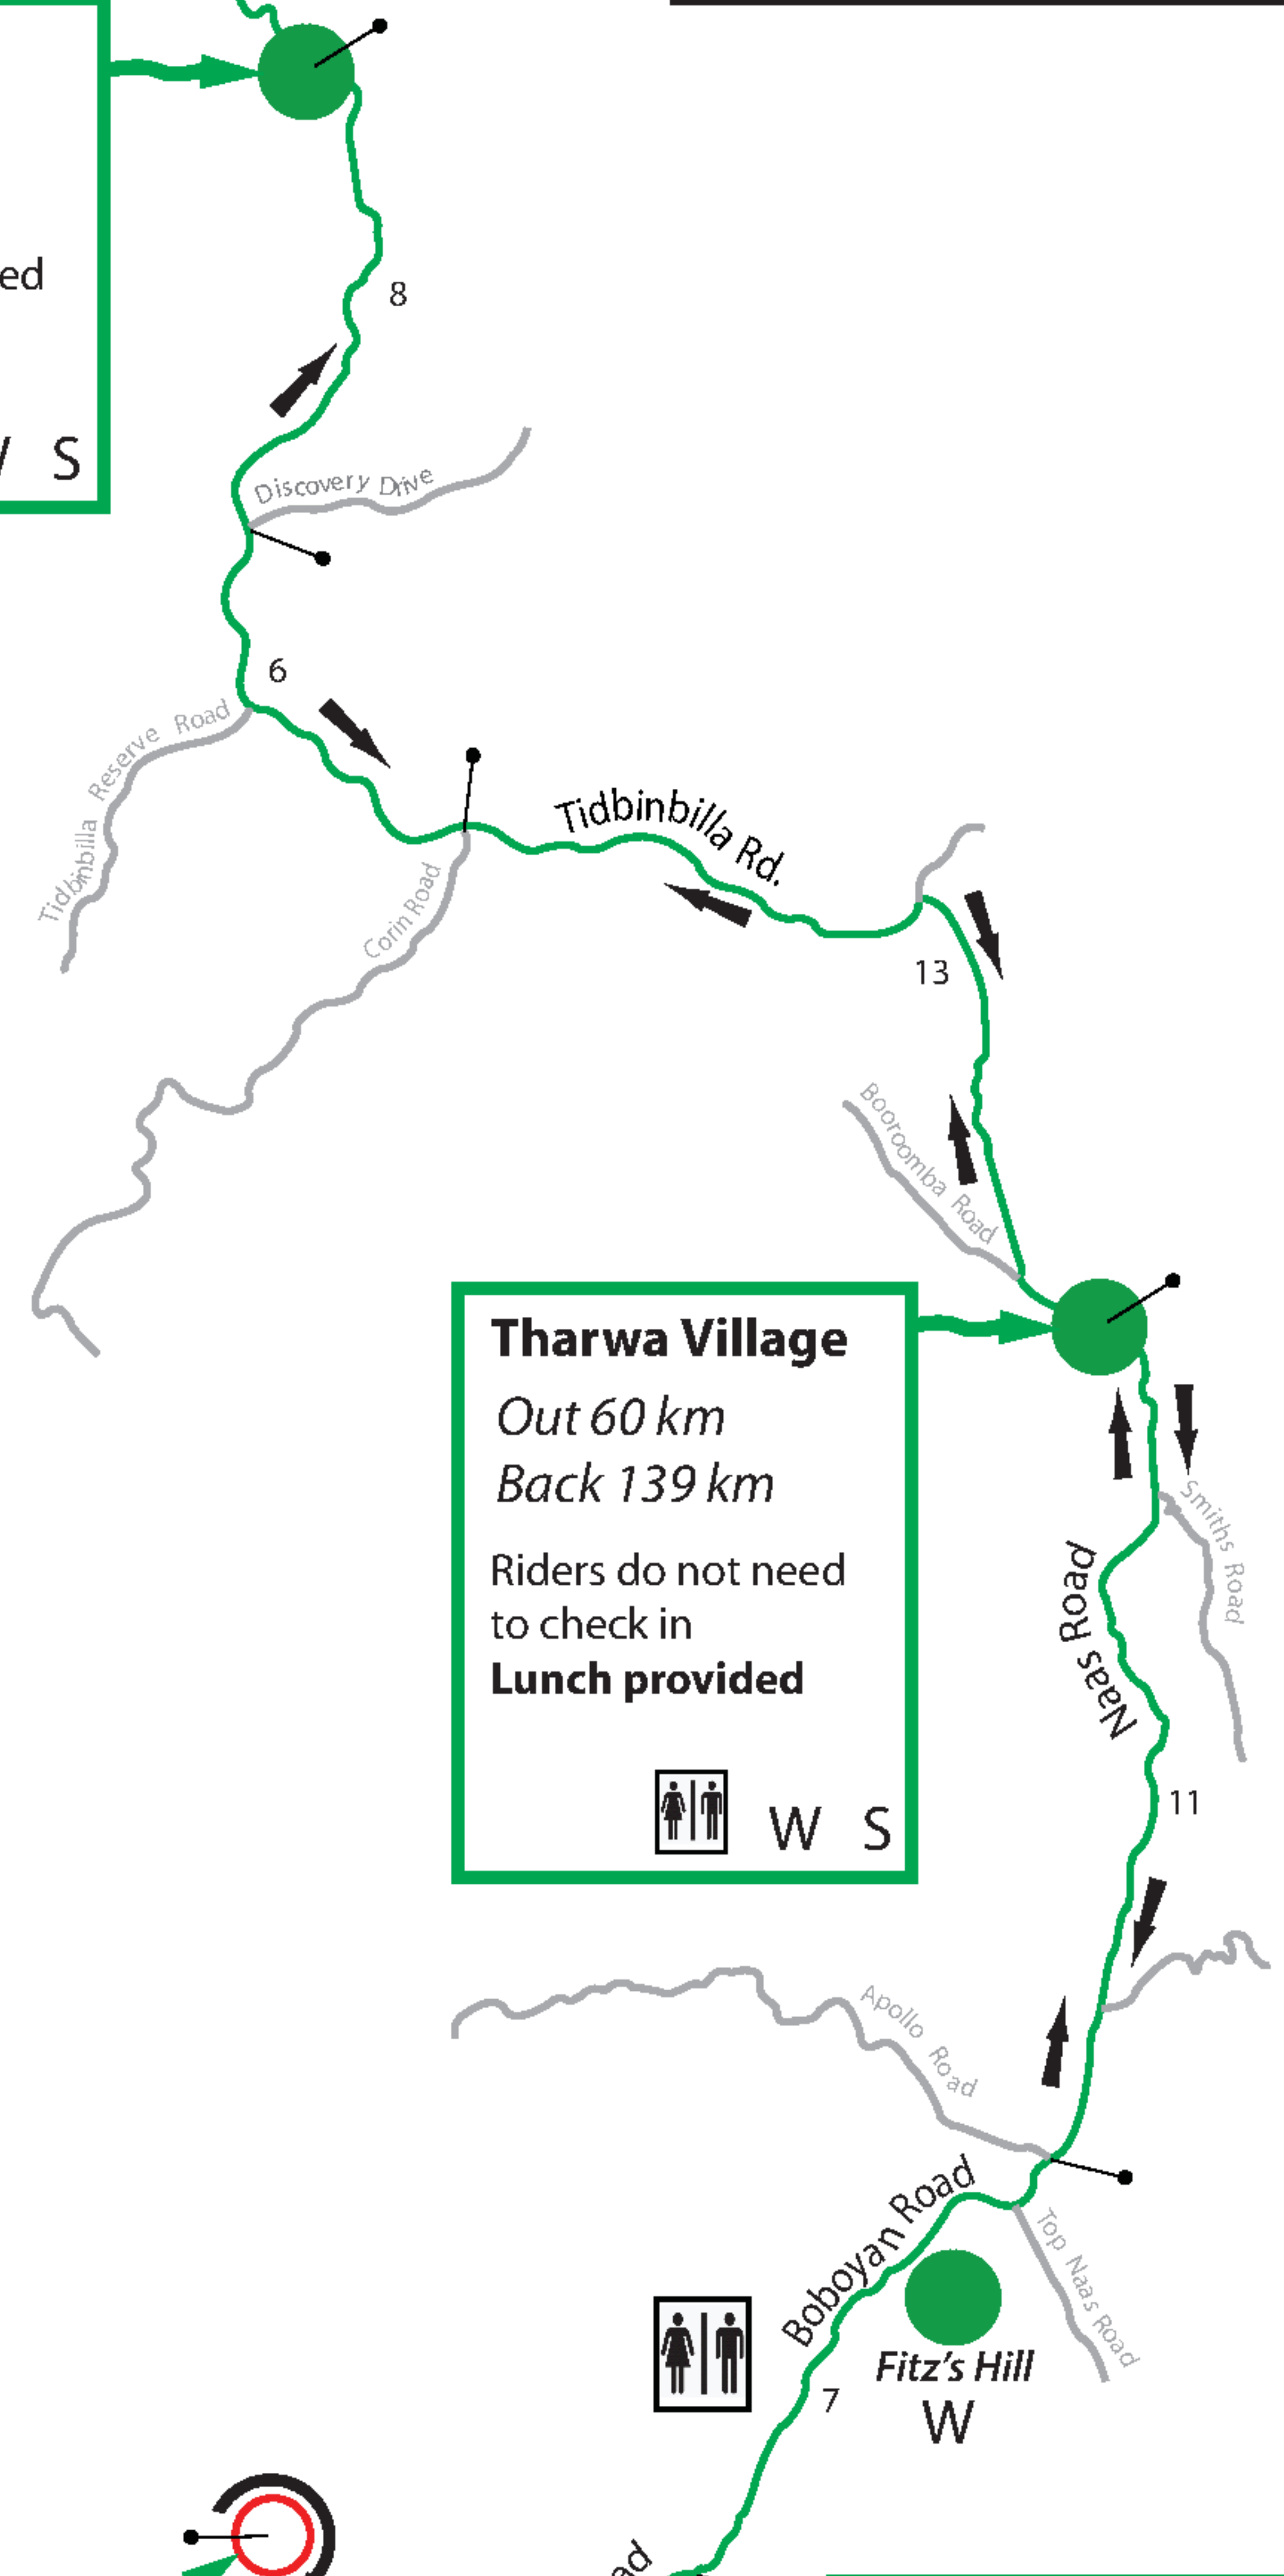 ed
S
8
Discovery Drive
6
Tidbinbilla Reserve Road
Tidbinbilla Rd.
Corin Road
13
Booroomba Road
Tharwa Village
Out 60 km
Back 139 km
Riders do not need
to check in
Lunch provided
W S
Smiths Road
Naas Road
11
Apollo Road
Boboyan Road
Top Naas Road
Fitz's Hill
W
7
ad